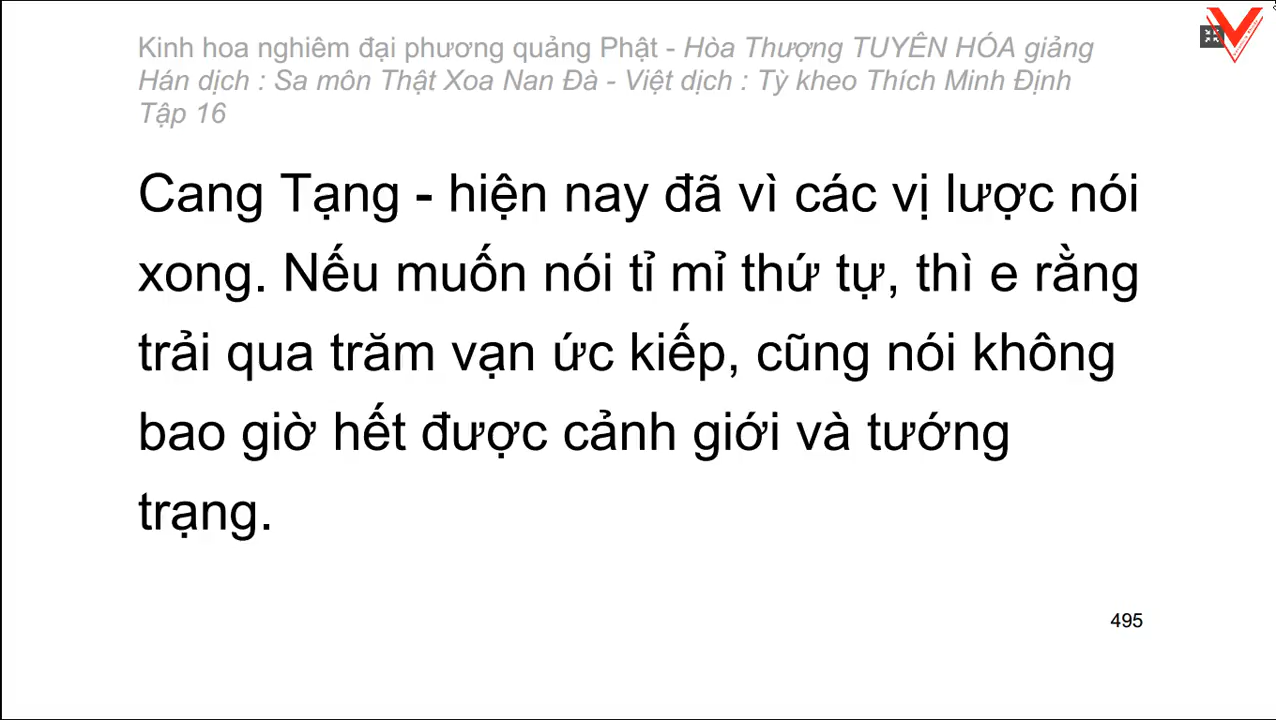 Kinh hoa nghiêm đại phương quảng Phật - Hòa Thượng TUYÊN HÓA giảng
Hán dịch : Sa môn Thật Xoa Nan Đà - Việt dịch : Tỳ kheo Thích Minh Định
Tập 16
Cang Tạng - hiện nay đã vì các vị lược nói
xong. Nếu muốn nói tỉ mỉ thứ tự, thì e rằng
trải qua trăm vạn ức kiếp, cũng nói không
bao giờ hết được cảnh giới và tướng
trạng.
495